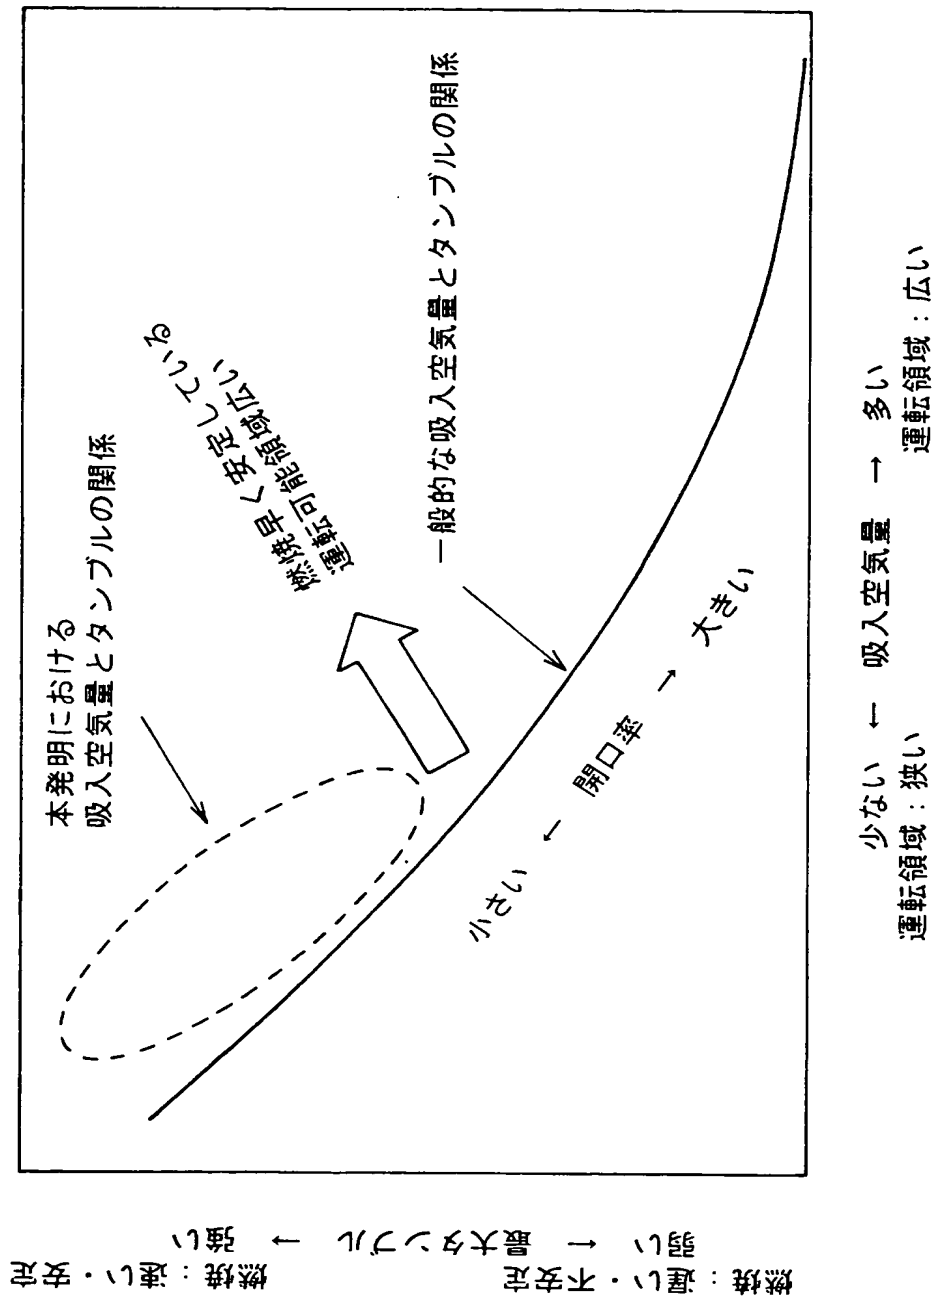 本発明における
吸入空気量とタンブルの関係
燃焼早く安定している
運転可能領域広い
一般的な吸入空気量とタンブルの関係
小さい ← 開口率 → 大きい
燃焼：遅い・不安定
燃焼：速い・安定
弱い ← 最大タンブル → 強い
少ない ← 吸入空気量 → 多い
運転領域：狭い
運転領域：広い